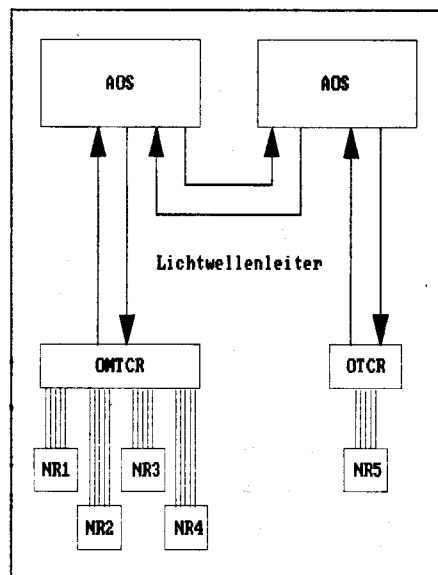 AOS
AOS
Lichtwellenleiter
OMTCR
OTCR
NR1
NR3
NR5
NR2
NR4